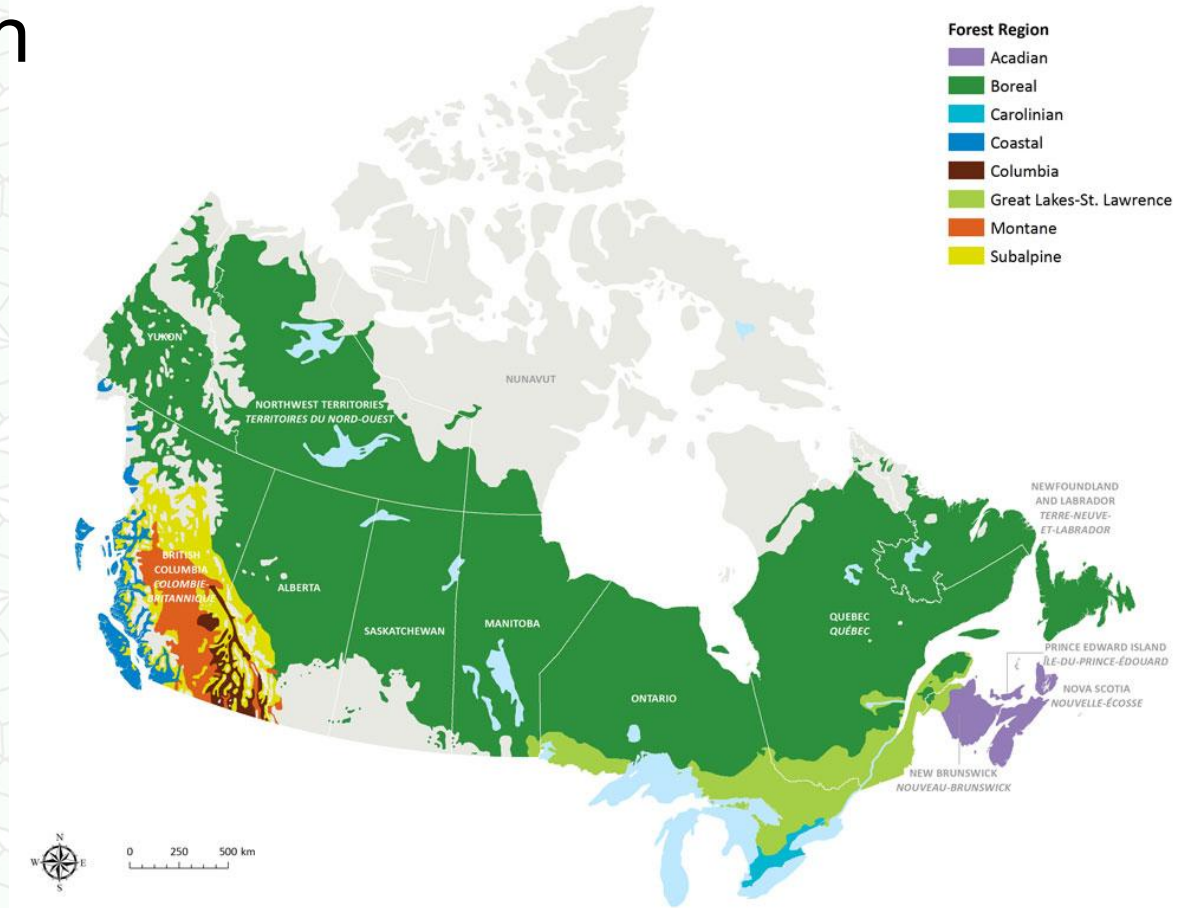 n
Forest Region
Acadian
Boreal
Carolinian
Coastal
Columbia
Great Lakes-St. Lawrence
Montane
Subalpine
YUKON
NUNAVUT
NORTHWEST TERRITORIES
TERRITOIRES DU NORD-OUEST
NEWFOUNDLAND
AND LABRADOR
TERRE-NEUVE-
ET-LABRADOR
BRITISH
COLUMBIA
COLOMBIE-
BRITANNIQUE
ALBERTA
SASKATCHEWAN
MANITOBA
ONTARIO
QUEBEC
QUÉBEC
PRINCE EDWARD ISLAND
ÎLE-DU-PRINCE-ÉDOUARD
NOVA SCOTIA
NOUVELLE-ÉCOSSE
NEW BRUNSWICK
NOUVEAU-BRUNSWICK
N
W E
S
0 250 500 km